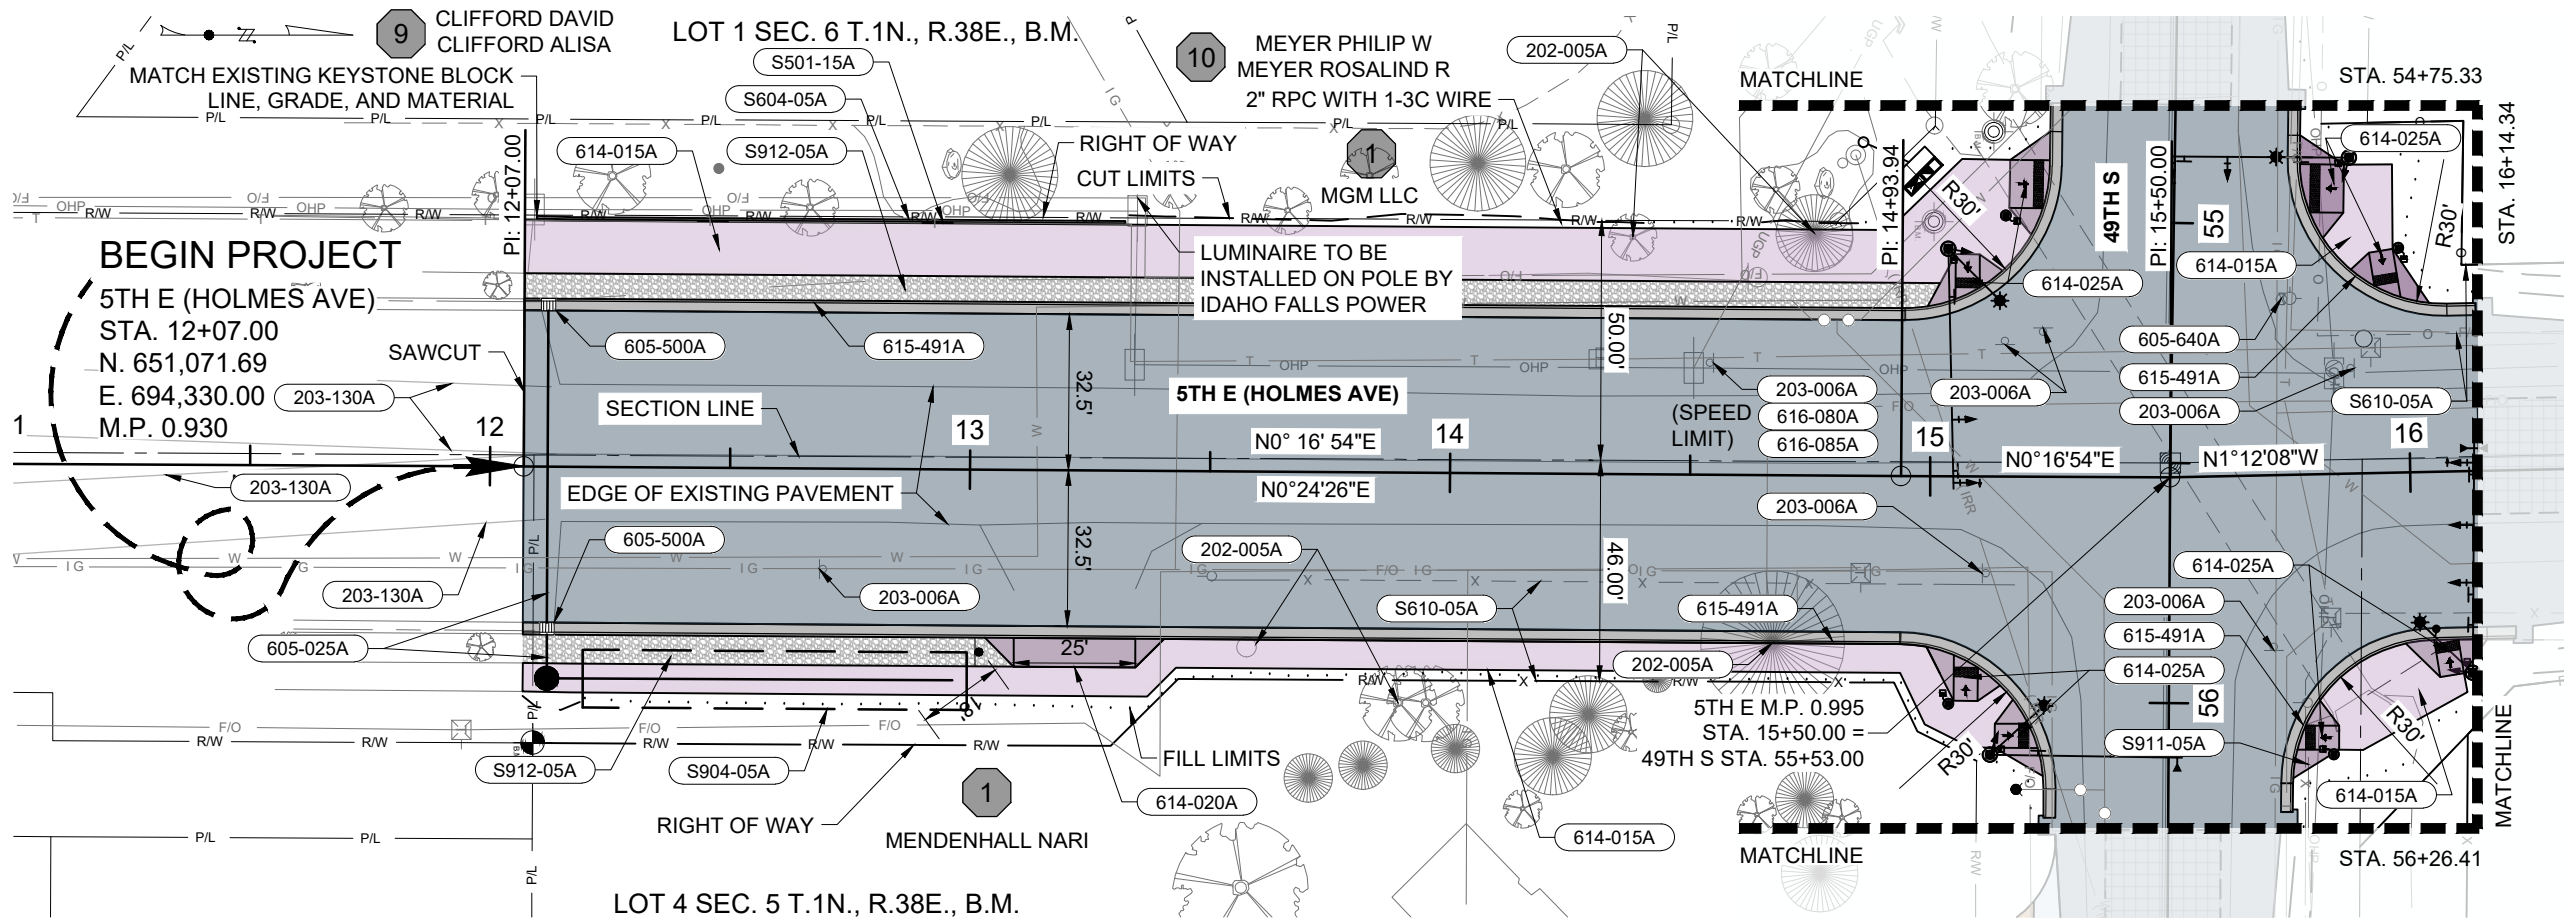 9
CLIFFORD DAVID
CLIFFORD ALISA
LOT 1 SEC. 6 T.1N., R.38E., B.M.
10
MEYER PHILIP W
MEYER ROSALIND R
202-005A
MATCHLINE
STA. 54+75.33
MATCH EXISTING KEYSTONE BLOCK
LINE, GRADE, AND MATERIAL
S501-15A
S604-05A
614-015A
S912-05A
2" RPC WITH 1-3C WIRE
RIGHT OF WAY
CUT LIMITS
1
MGM LLC
PI: 12+07.00
PI: 14+93.94
R30'
49TH S
PI: 15+50.00
55
614-025A
R30'
STA. 16+14.34
614-015A
614-025A
LUMINAIRE TO BE
INSTALLED ON POLE BY
IDAHO FALLS POWER
BEGIN PROJECT
5TH E (HOLMES AVE)
STA. 12+07.00
N. 651,071.69
E. 694,330.00
M.P. 0.930
SAWCUT
203-130A
605-500A
615-491A
50.00'
32.5'
605-640A
615-491A
203-006A
S610-05A
5TH E (HOLMES AVE)
203-006A
616-080A
616-085A
(SPEED
LIMIT)
203-006A
SECTION LINE
1
12
13
14
15
16
N0° 16' 54"E
N0°24'26"E
N0°16'54"E
N1°12'08"W
203-130A
EDGE OF EXISTING PAVEMENT
203-006A
605-500A
32.5'
46.00'
202-005A
203-130A
203-006A
S610-05A
615-491A
614-025A
203-006A
615-491A
614-025A
605-025A
25'
18'
202-005A
56
5TH E M.P. 0.995
STA. 15+50.00 =
49TH S STA. 55+53.00
R30'
R30'
S911-05A
614-015A
MATCHLINE
S912-05A
S904-05A
FILL LIMITS
614-020A
RIGHT OF WAY
1
MENDENHALL NARI
614-015A
MATCHLINE
STA. 56+26.41
LOT 4 SEC. 5 T.1N., R.38E., B.M.